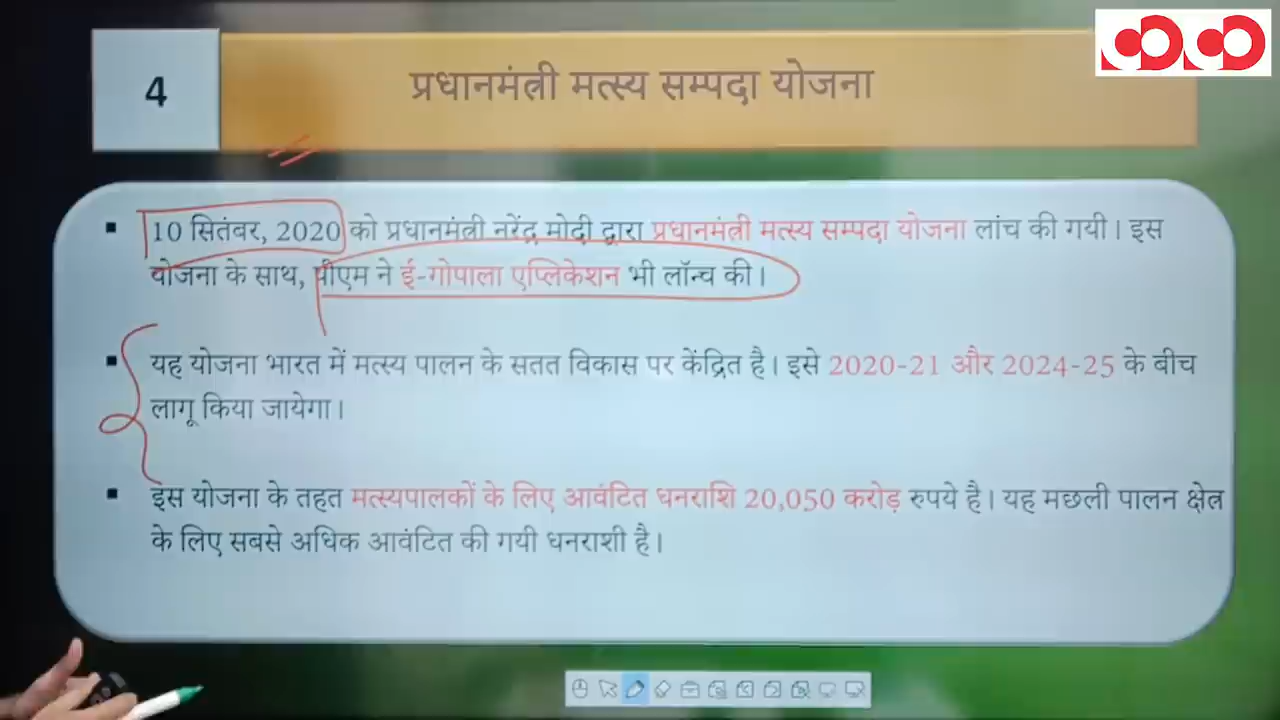 4
प्रधानमंत्री मत्स्य सम्पदा योजना
10 सितंबर, 2020 को प्रधानमंत्री नरेंद्र मोदी द्वारा प्रधानमंत्री मत्स्य सम्पदा योजना लांच की गयी। इस
योजना के साथ, पीएम ने ई-गोपाला एप्लिकेशन भी लॉन्च की।
यह योजना भारत में मत्स्य पालन के सतत विकास पर केंद्रित है। इसे 2020-21 और 2024-25 के बीच
लागू किया जायेगा।
इस योजना के तहत मत्स्यपालकों के लिए आवंटित धनराशि 20,050 करोड़ रुपये है। यह मछली पालन क्षेत्र
के लिए सबसे अधिक आवंटित की गयी धनराशी है।